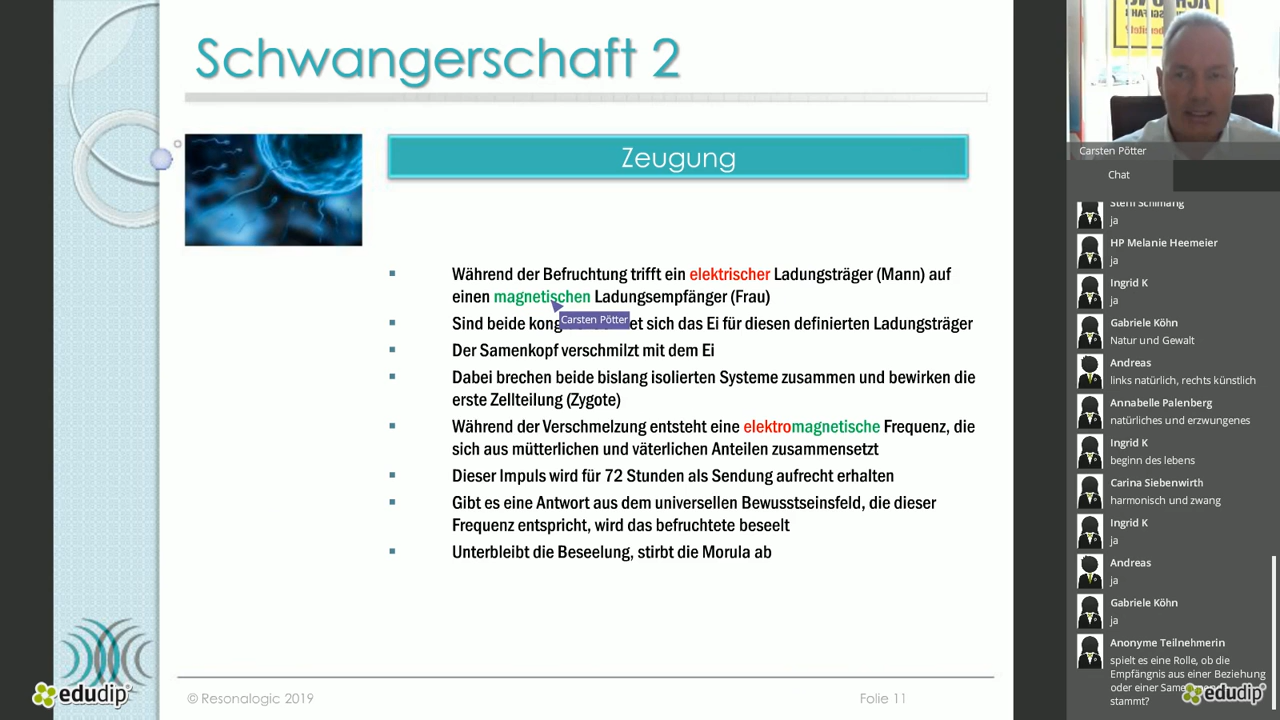 Schwangerschaft 2
Zeugung
Während der Befruchtung trifft ein elektrischer Ladungsträger (Mann) auf
einen magnetischen Ladungsempfänger (Frau)
Carsten Pötter
Sind beide et sich das Ei für diesen definierten Ladungsträger
Der Samenkopf verschmilzt mit dem Ei
Dabei brechen beide bislang isolierten Systeme zusammen und bewirken die
erste Zellteilung (Zygote)
Während der Verschmelzung entsteht eine elektromagnetische Frequenz, die
sich aus mütterlichen und väterlichen Anteilen zusammensetzt
Dieser Impuls wird für 72 Stunden als Sendung aufrecht erhalten
Gibt es eine Antwort aus dem universellen Bewusstseinsfeld, die dieser
Frequenz entspricht, wird das befruchtete beseelt
Unterbleibt die Beseelung, stirbt die Morula ab
© Resonalogic 2019
Folie 11
edudip
Carsten Pötter
Chat
ja
HP Melanie Heemeier
ja
Ingrid K
ja
Gabriele Köhn
Natur und Gewalt
Andreas
links natürlich, rechts künstlich
Annabelle Palenberg
natürliches und erzwungenes
Ingrid K
beginn des lebens
Carina Siebenwirth
harmonisch und zwang
Ingrid K
ja
Andreas
ja
Gabriele Köhn
ja
Anonyme Teilnehmerin
spielt es eine Rolle, ob die
Empfängnis aus einer Beziehung
oder einer
stammt?
edudip